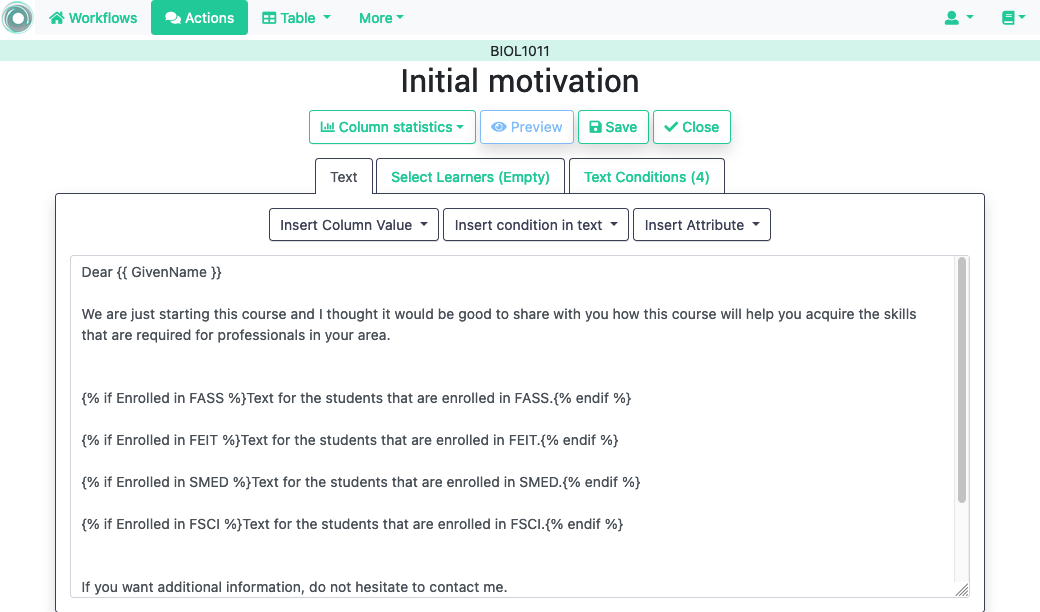 Workflows Actions Table More
BIOL1011
Initial motivation
Column statistics Preview Save Close
Text Select Learners (Empty) Text Conditions (4)
Insert Column Value Insert condition in text Insert Attribute
Dear {{ GivenName }}
We are just starting this course and I thought it would be good to share with you how this course will help you acquire the skills
that are required for professionals in your area.
{% if Enrolled in FASS %}Text for the students that are enrolled in FASS.{% endif %}
{% if Enrolled in FEIT %}Text for the students that are enrolled in FEIT.{% endif %}
{% if Enrolled in SMED %}Text for the students that are enrolled in SMED.{% endif %}
{% if Enrolled in FSCI %}Text for the students that are enrolled in FSCI.{% endif %}
If you want additional information, do not hesitate to contact me.